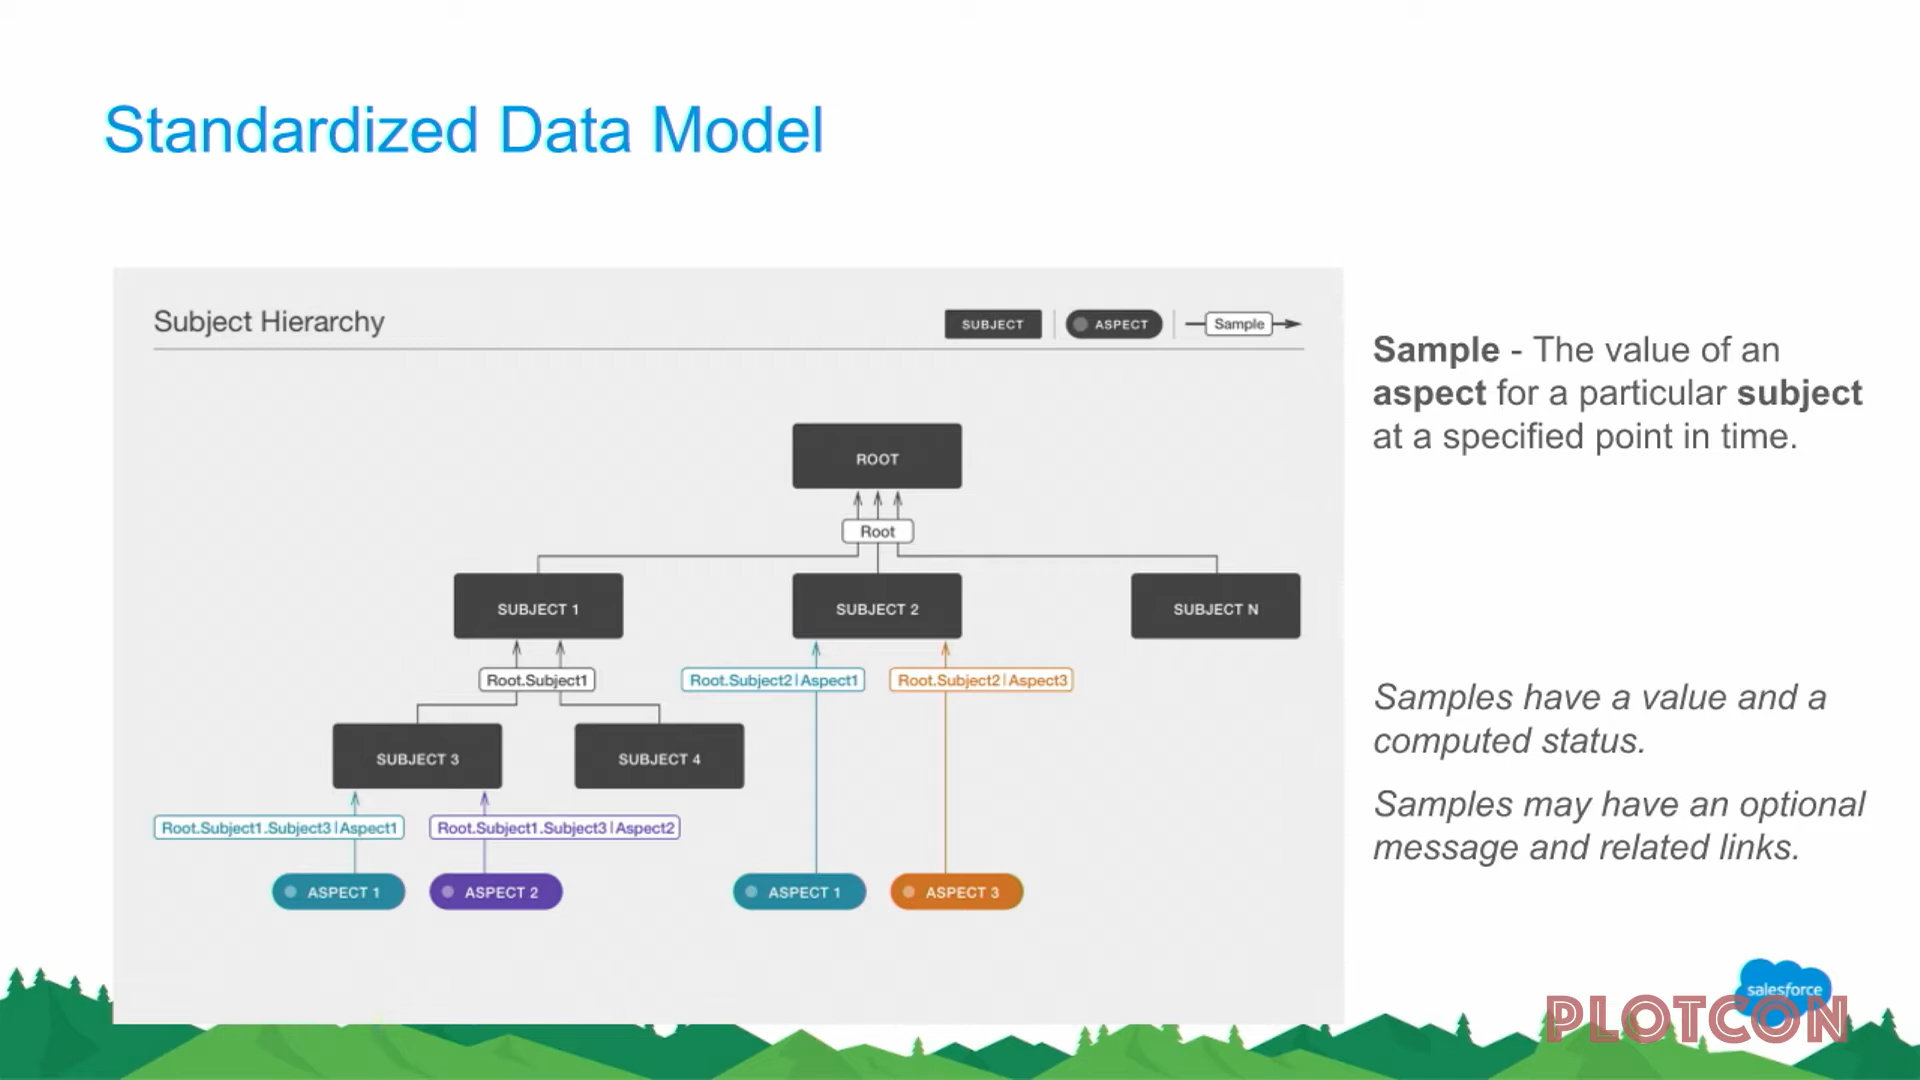 Standardized Data Model
Subject Hierarchy
SUBJECT
ASPECT
Sample
ROOT
Root
SUBJECT 1
SUBJECT 2
SUBJECT N
Root.Subject1
Root.Subject2|Aspect1
Root.Subject2|Aspect3
SUBJECT 3
SUBJECT 4
Root.Subject1.Subject3|Aspect1
Root.Subject1.Subject3|Aspect2
ASPECT 1
ASPECT 2
ASPECT 1
ASPECT 3
Sample - The value of an
aspect for a particular subject
at a specified point in time.
Samples have a value and a
computed status.
Samples may have an optional
message and related links.
salesforce
PLOTCON